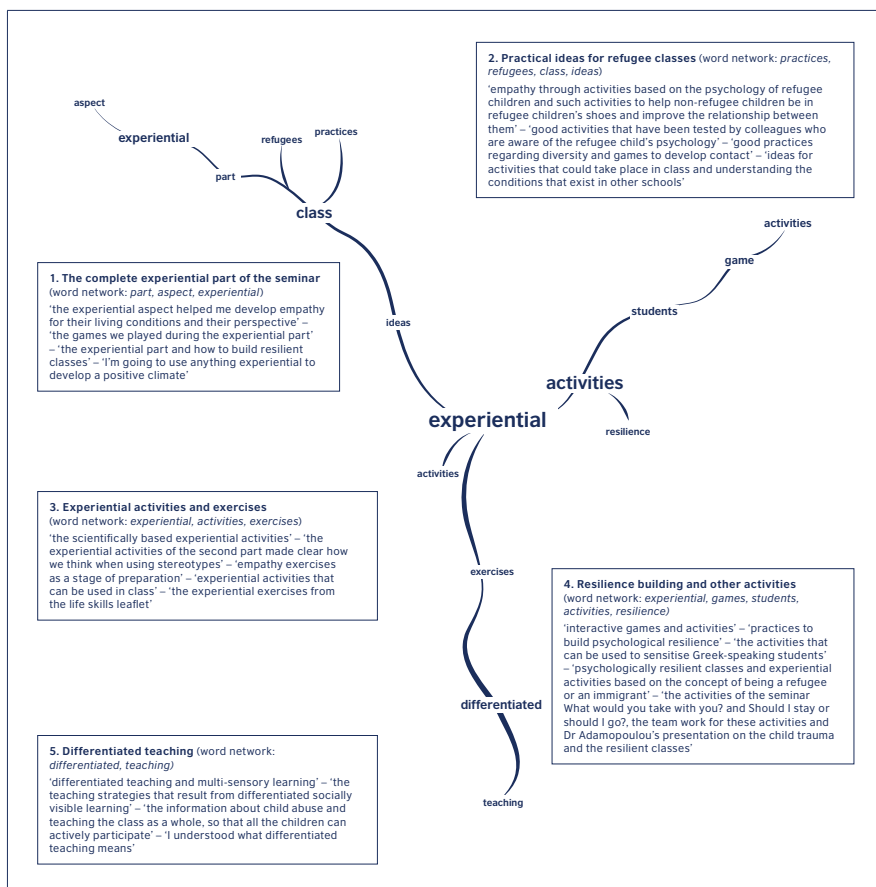 aspect
experiential
part
refugees
practices
class
ideas
2. Practical ideas for refugee classes (word network: practices,
refugees, class, ideas)
‘empathy through activities based on the psychology of refugee
children and such activities to help non-refugee children be in
refugee children’s shoes and improve the relationship between
them’ – ‘good activities that have been tested by colleagues who
are aware of the refugee child’s psychology’ – ‘good practices
regarding diversity and games to develop contact’ – ‘ideas for
activities that could take place in class and understanding the
conditions that exist in other schools’
activities
game
students
activities
resilience
1. The complete experiential part of the seminar
(word network: part, aspect, experiential)
‘the experiential aspect helped me develop empathy
for their living conditions and their perspective’ –
‘the games we played during the experiential part’
– ‘the experiential part and how to build resilient
classes’ – ‘I’m going to use anything experiential to
develop a positive climate’
experiential
activities
exercises
differentiated
teaching
3. Experiential activities and exercises
(word network: experiential, activities, exercises)
‘the scientifically based experiential activities’ – ‘the
experiential activities of the second part made clear how
we think when using stereotypes’ – ‘empathy exercises
as a stage of preparation’ – ‘experiential activities that
can be used in class’ – ‘the experiential exercises from
the life skills leaflet’
4. Resilience building and other activities
(word network: experiential, games, students,
activities, resilience)
‘interactive games and activities’ – ‘practices to
build psychological resilience’ – ‘the activities that
can be used to sensitise Greek-speaking students’
– ‘psychologically resilient classes and experiential
activities based on the concept of being a refugee
or an immigrant’ – ‘the activities of the seminar
What would you take with you? and Should I stay or
should I go?, the team work for these activities and
Dr Adamopoulou’s presentation on the child trauma
and the resilient classes’
5. Differentiated teaching (word network:
differentiated, teaching)
‘differentiated teaching and multi-sensory learning’ – ‘the
teaching strategies that result from differentiated socially
visible learning’ – ‘the information about child abuse and
teaching the class as a whole, so that all the children can
actively participate’ – ‘I understood what differentiated
teaching means’